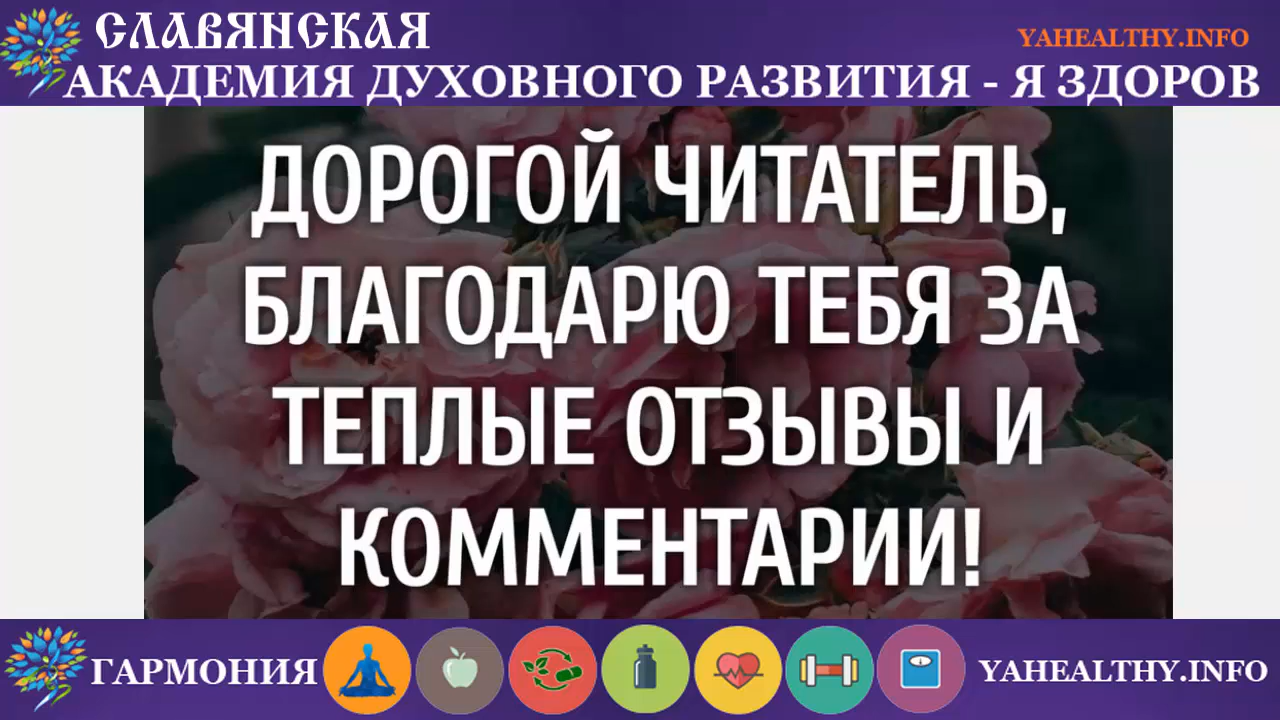 СЛАВЯНСКАЯ
YAHEALTHY.INFO
АКАДЕМИЯ ДУХОВНОГО РАЗВИТИЯ - Я ЗДОРОВ
ДОРОГОЙ ЧИТАТЕЛЬ,
БЛАГОДАРЮ ТЕБЯ ЗА
ТЕПЛЫЕ ОТЗЫВЫ И
КОММЕНТАРИИ!
ГАРМОНИЯ
YAHEALTHY.INFO